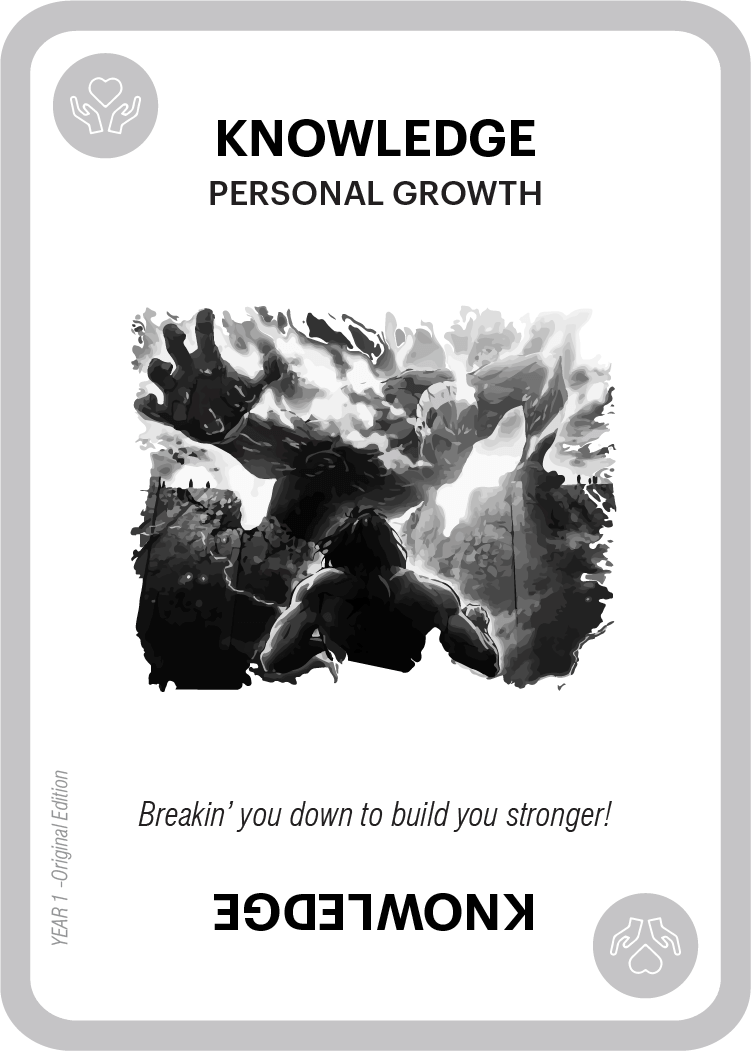 KNOWLEDGE
PERSONAL GROWTH
YEAR 1 -Original Edition
Breakin’ you down to build you stronger!
KNOWLEDGE